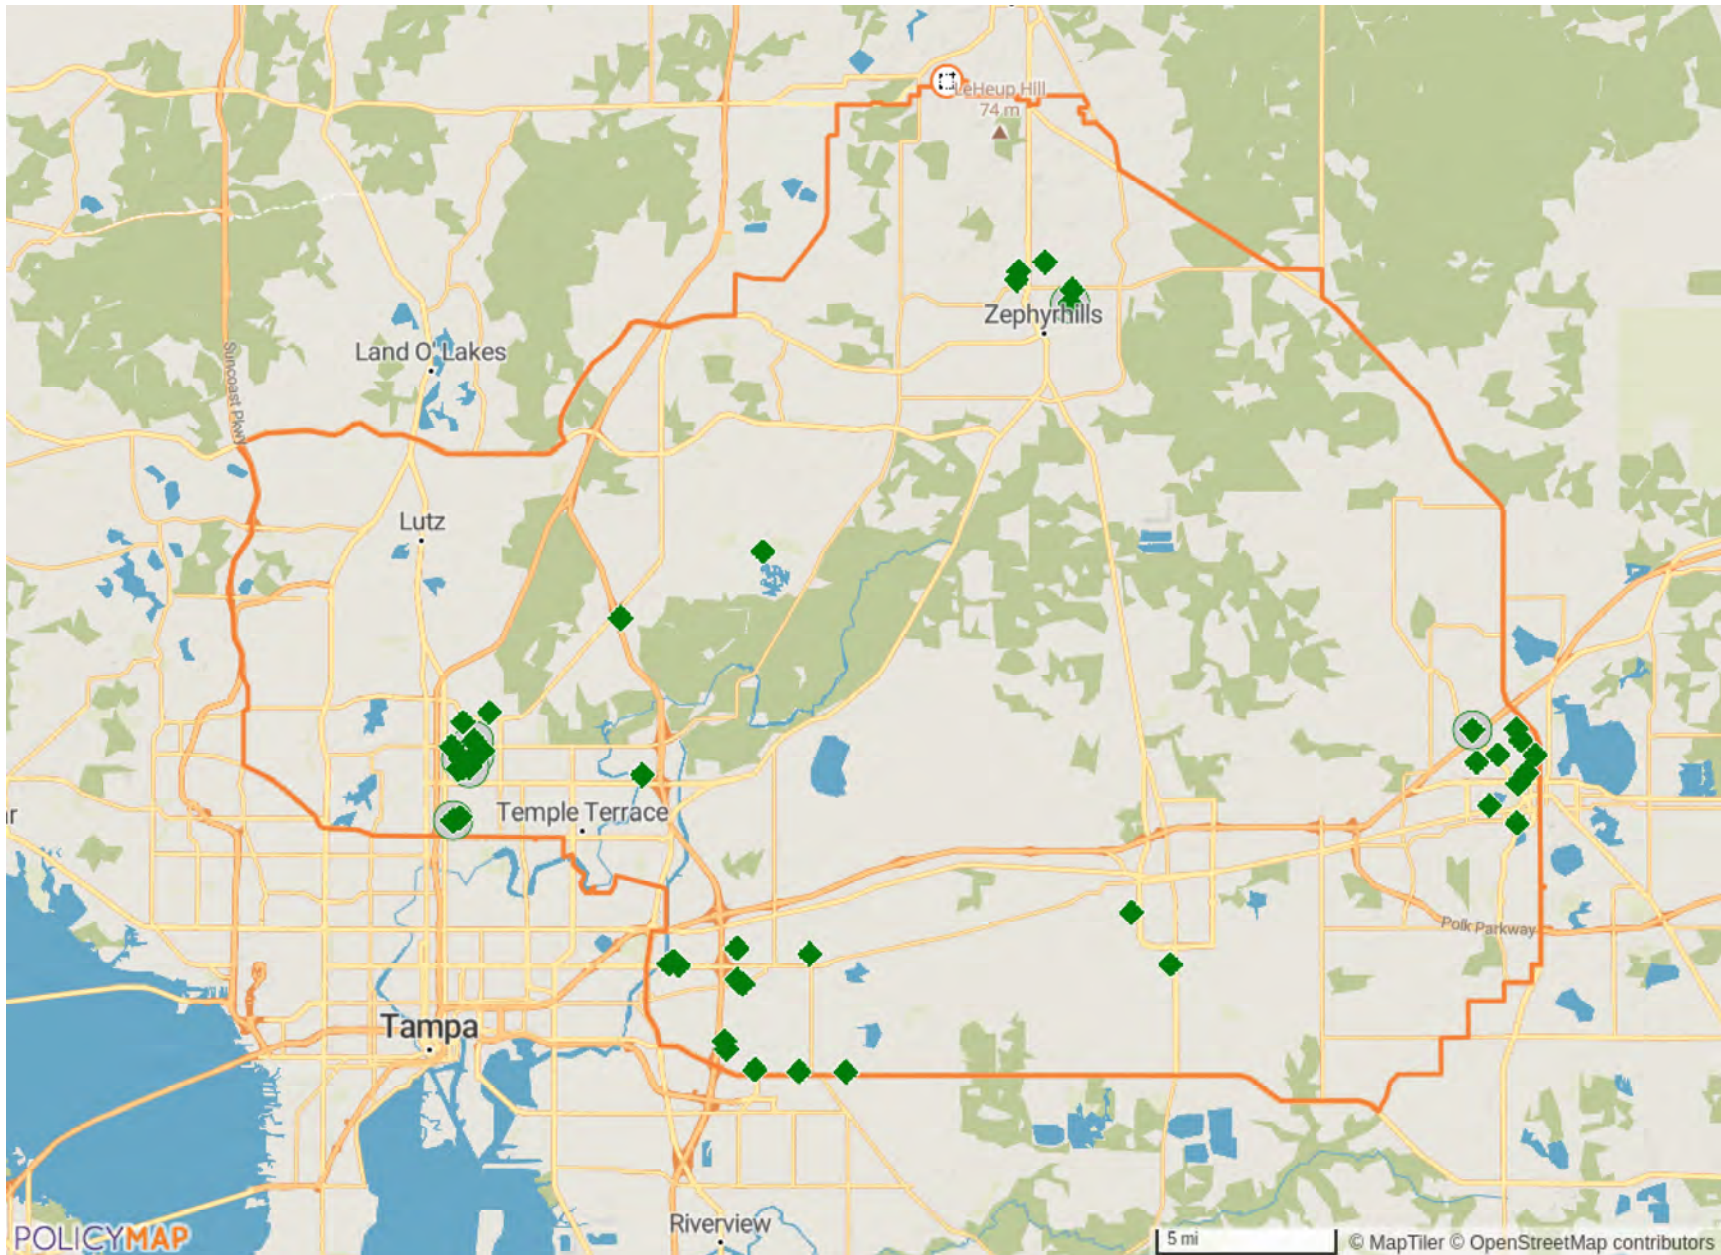 LeHeup Hill
74 m
Zephyrhills
Land O' Lakes
Suncoast Pkwy
Lutz
Temple Terrace
r
Polk Parkway
M
Tampa
Riverview
POLICYMAP
5 mi
© MapTiler © OpenStreetMap contributors